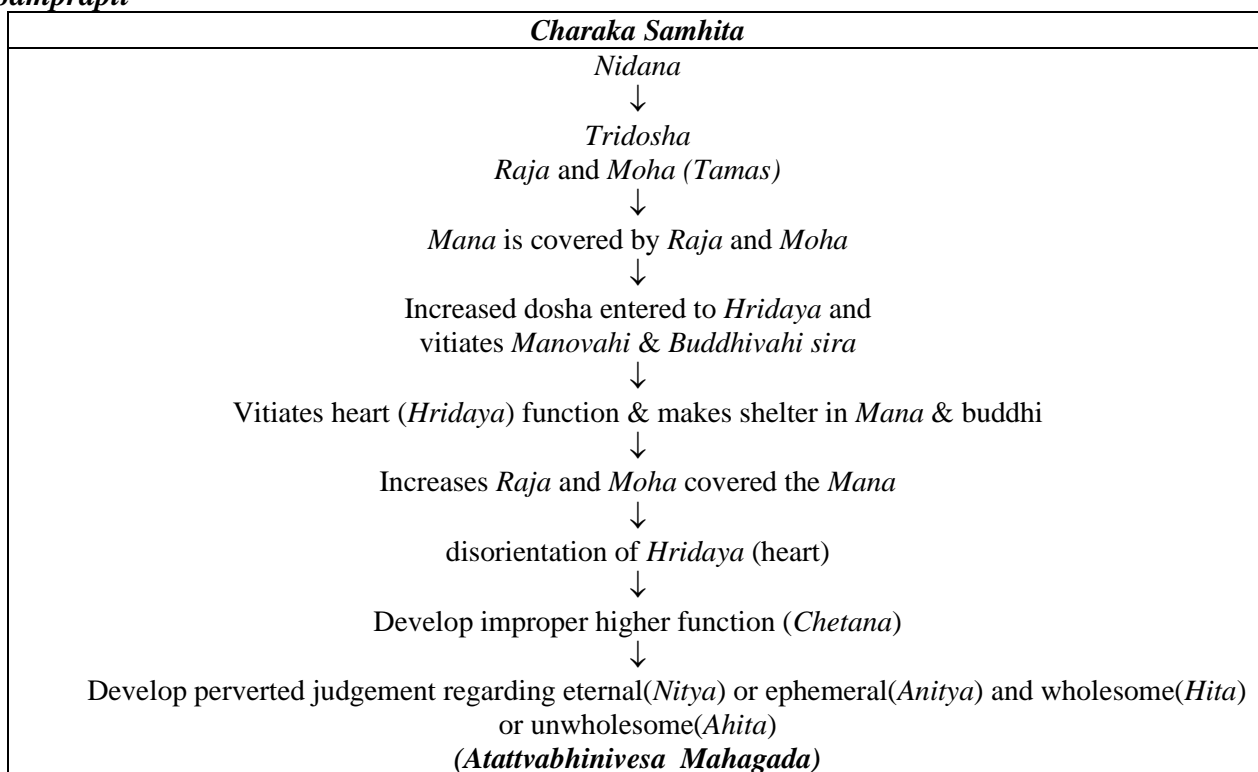 Samprapti
Charaka Samhita
Nidana
↓
Tridosha
Raja and Moha (Tamas)
↓
Mana is covered by Raja and Moha
↓
Increased dosha entered to Hridaya and
vitiates Manovahi & Buddhivahi sira
↓
Vitiates heart (Hridaya) function & makes shelter in Mana & buddhi
↓
Increases Raja and Moha covered the Mana
↓
disorientation of Hridaya (heart)
↓
Develop improper higher function (Chetana)
↓
Develop perverted judgement regarding eternal(Nitya) or ephemeral(Anitya) and wholesome(Hita)
or unwholesome(Ahita)
(Atattvabhinivesa Mahagada)